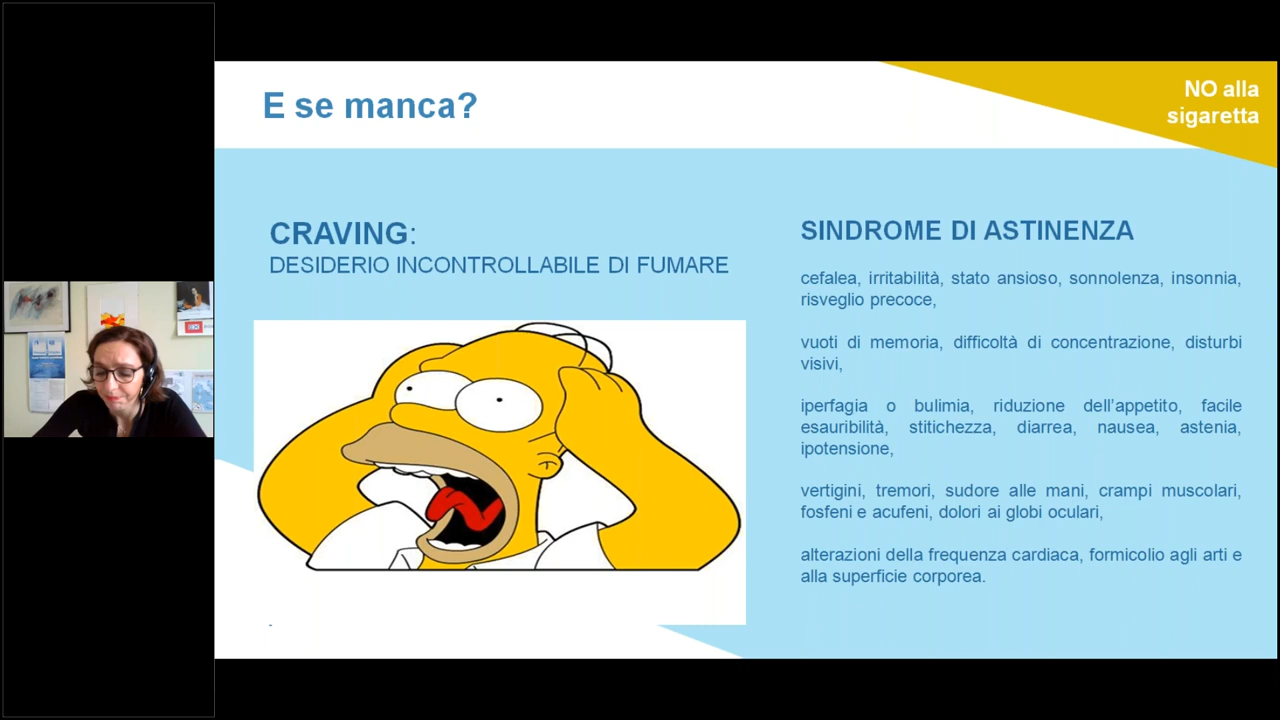 E se manca?
NO alla
sigaretta
CRAVING:
DESIDERIO INCONTROLLABILE DI FUMARE
SINDROME DI ASTINENZA
cefalea, irritabilità, stato ansioso, sonnolenza, insonnia,
risveglio precoce,
vuoti di memoria, difficoltà di concentrazione, disturbi
visivi,
iperfagia o bulimia, riduzione dell’appetito, facile
esauribilità, stitichezza, diarrea, nausea, astenia,
ipotensione,
vertigini, tremori, sudore alle mani, crampi muscolari,
fosfeni e acufeni, dolori ai globi oculari,
alterazioni della frequenza cardiaca, formicolio agli arti e
alla superficie corporea.